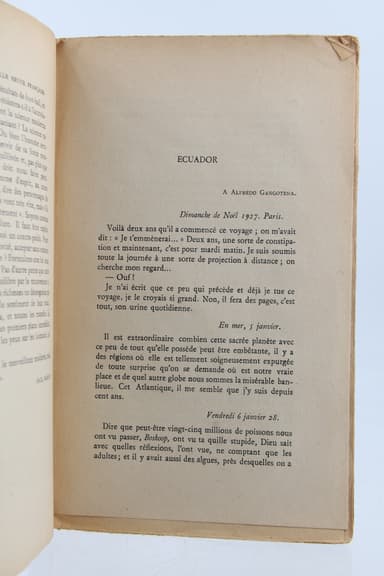 LLE REVUE FRANÇAISE
ECUADOR
A ALFREDO GANGOTENA.
Dimanche de Noël 1927. Paris.
Voilà deux ans qu'il a commencé ce voyage ; on m'avait
dit : « Je t'emmènerai... » Deux ans, une sorte de constipa-
tion et maintenant, c'est pour mardi matin. Je suis soumis
toute la journée à une sorte de projection à distance ; on
cherche mon regard...
— Ouf !
Je n'ai écrit que ce peu qui précède et déjà je tue ce
voyage. je le croyais si grand. Non, il fera des pages, c'est
tout, son urine quotidienne.
En mer, 5 janvier.
Il est extraordinaire combien cette sacrée planète avec
ce peu de tout qu'elle possède peut être embêtante, il y a
des régions où elle est tellement soigneusement expurgée
de toute surprise qu'on se demande où est notre vraie
place et de quel autre globe nous sommes la misérable ban-
lieue. Cet Atlantique, il me semble que j'y suis depuis
cent ans.
Vendredi 6 janvier 28.
Dire que peut-être vingt-cinq millions de poissons nous
ont vu passer, Boskoop, ont vu ta quille stupide, Dieu sait
avec quelles réflexions, l'ont vue, ne comptant que les
adultes ; et il y avait aussi des algues, près desquelles on a